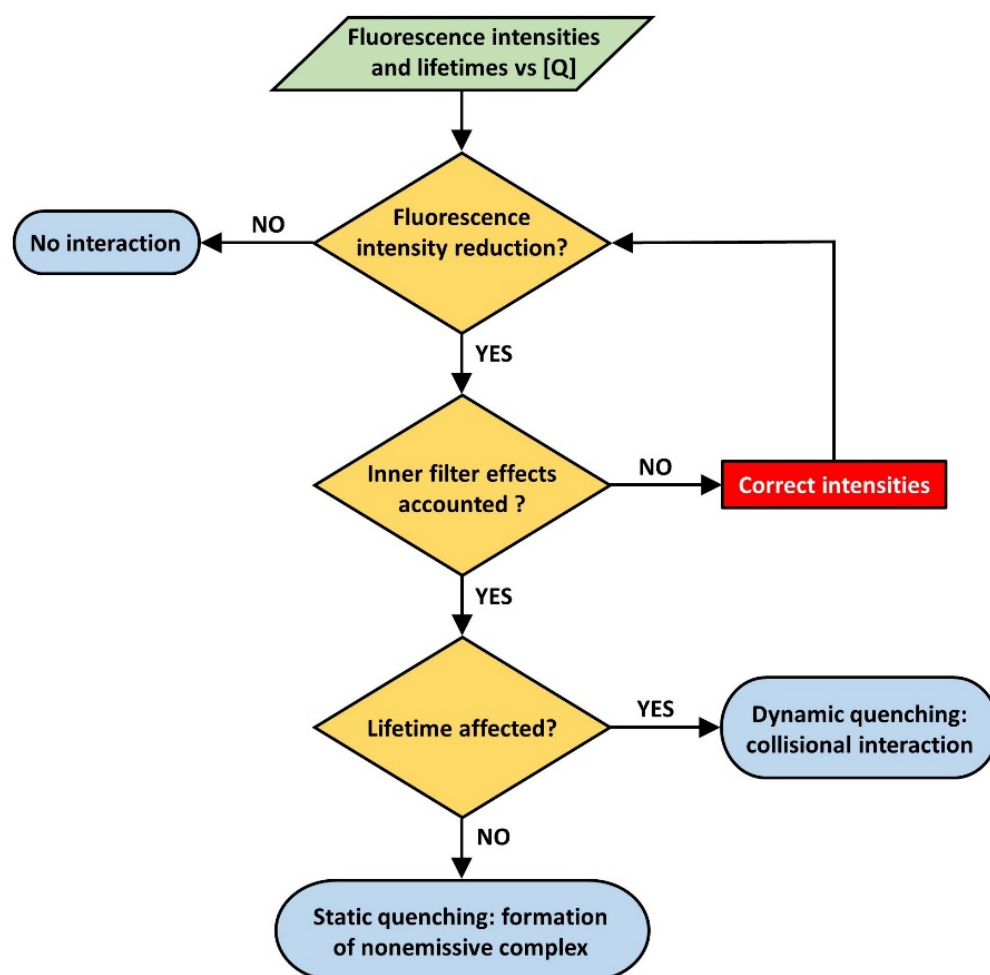 Fluorescence intensities
and lifetimes vs [Q]
Fluorescence
intensity reduction?
NO
No interaction
YES
Inner filter effects
accounted ?
NO
Correct intensities
YES
Lifetime affected?
YES
Dynamic quenching:
collisional interaction
NO
Static quenching: formation
of nonemissive complex